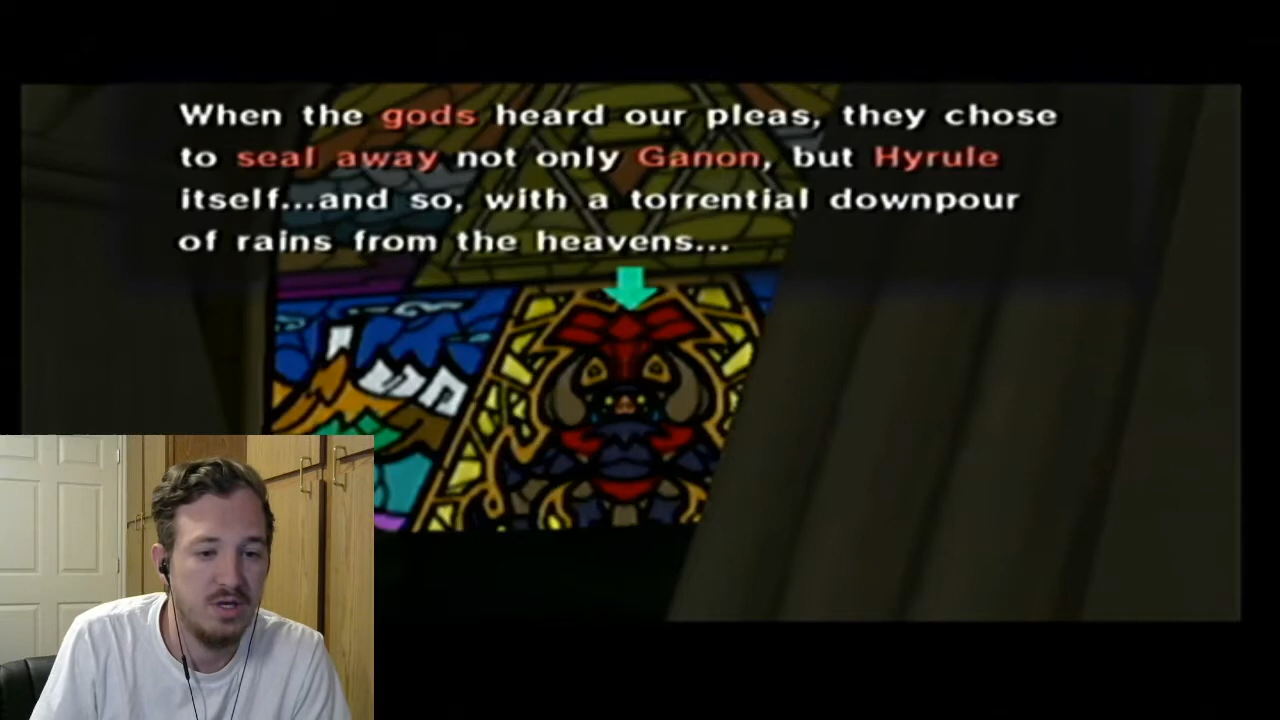 When the gods heard our pleas, they chose
to seal away not only Ganon, but Hyrule
itself...and so, with a torrential downpour
of rains from the heavens...